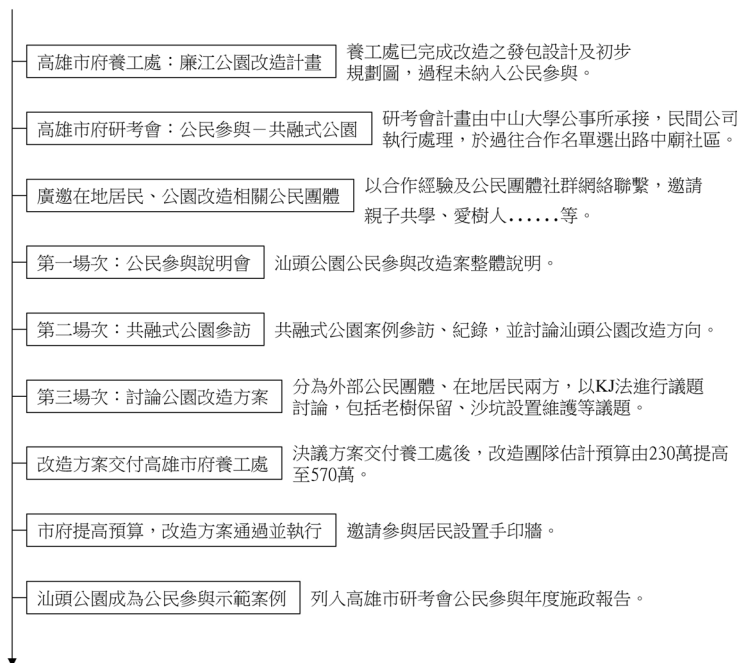 高雄市府養工處：廉江公園改造計畫
養工處已完成改造之發包設計及初步
規劃圖，過程未納入公民參與。
高雄市府研考會：公民參與－共融式公園
研考會計畫由中山大學公事所承接，民間公司
執行處理，於過往合作名單選出路中廟社區。
廣邀在地居民、公園改造相關公民團體
以合作經驗及公民團體社群網絡聯繫，邀請
親子共學、愛樹人......等。
第一場次：公民參與說明會
汕頭公園公民參與改造案整體說明。
第二場次：共融式公園參訪
共融式公園案例參訪、紀錄，並討論汕頭公園改造方向。
第三場次：討論公園改造方案
分為外部公民團體、在地居民兩方，以KJ法進行議題
討論，包括老樹保留、沙坑設置維護等議題。
改造方案交付高雄市府養工處
決議方案交付養工處後，改造團隊估計預算由230萬提高
至570萬。
市府提高預算，改造方案通過並執行
邀請參與居民設置手印牆。
汕頭公園成為公民參與示範案例
列入高雄市研考會公民參與年度施政報告。